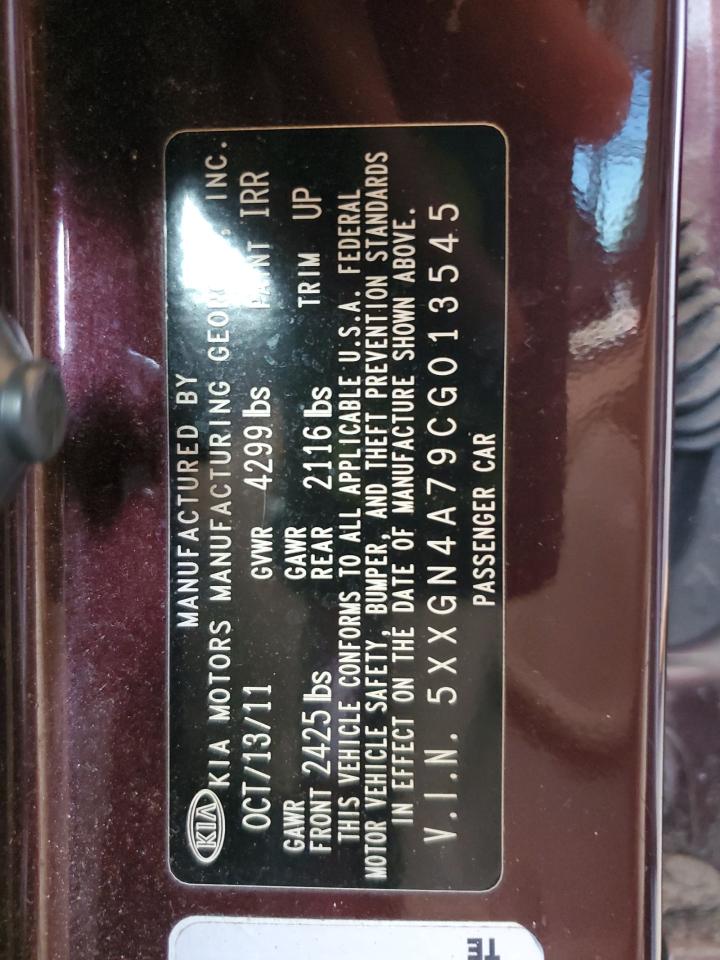 MANUFACTURED BY
KIA KIA MOTORS MANUFACTURING INC.
OCT/13/11 GVWR 4299 lbs PAINT IRR
GAWR GAWR
FRONT 2425 lbs REAR 2116 lbs TRIM UP
THIS VEHICLE CONFORMS TO ALL APPLICABLE U.S.A. FEDERAL
MOTOR VEHICLE SAFETY, BUMPER, AND THEFT PREVENTION STANDARDS
IN EFFECT ON THE DATE OF MANUFACTURE SHOWN ABOVE.
V.I.N. 5XXGN4A79CG013545
PASSENGER CAR